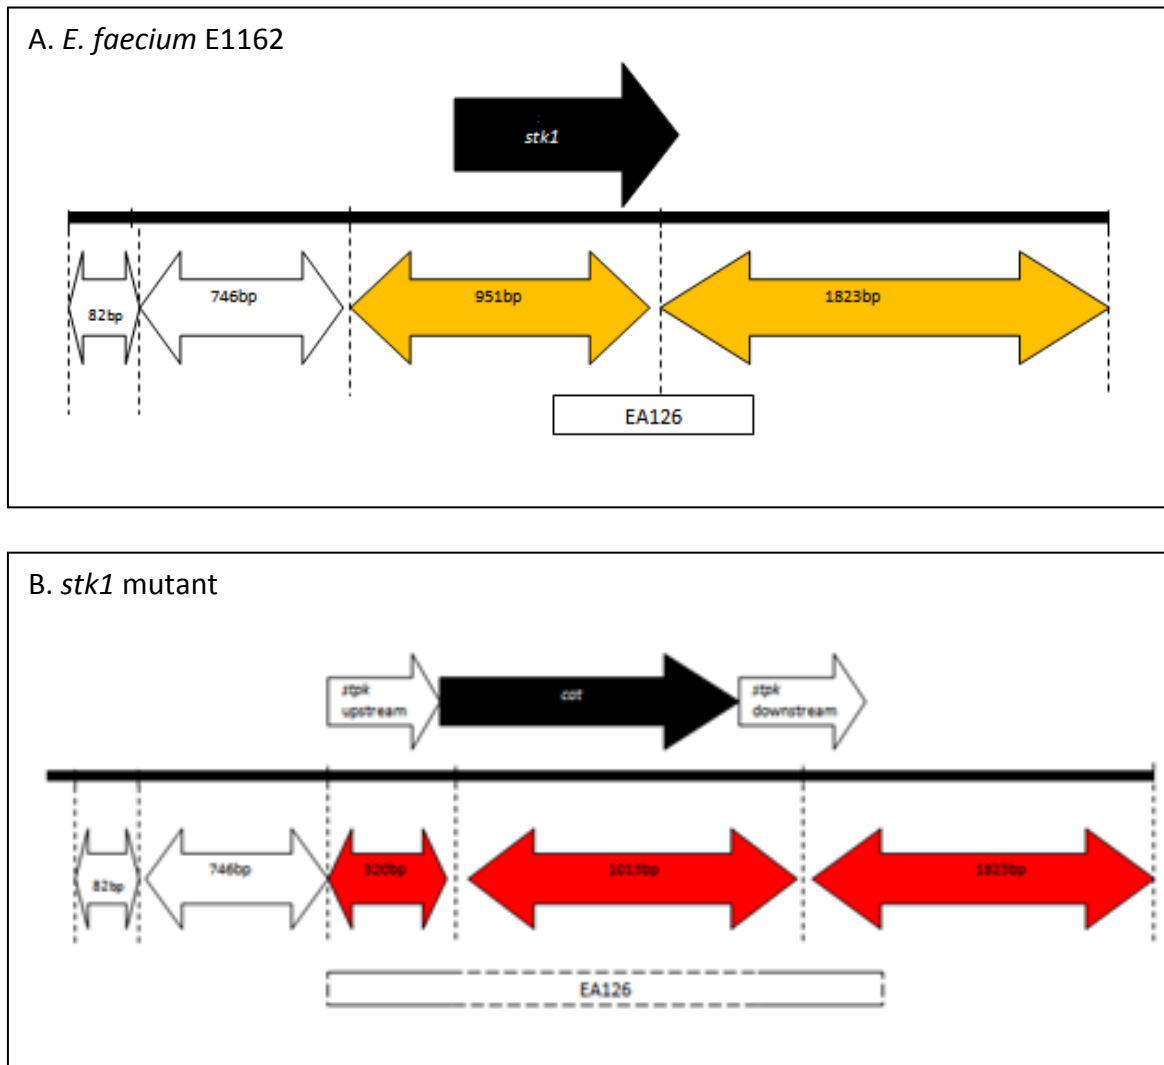 A. E. faecium E1162
stk1
82bp
746bp
951bp
1823bp
EA126
B. stk1 mutant
stpk
upstream
cat
stpk
downstream
82bp
746bp
320bp
1013bp
1823bp
EA126